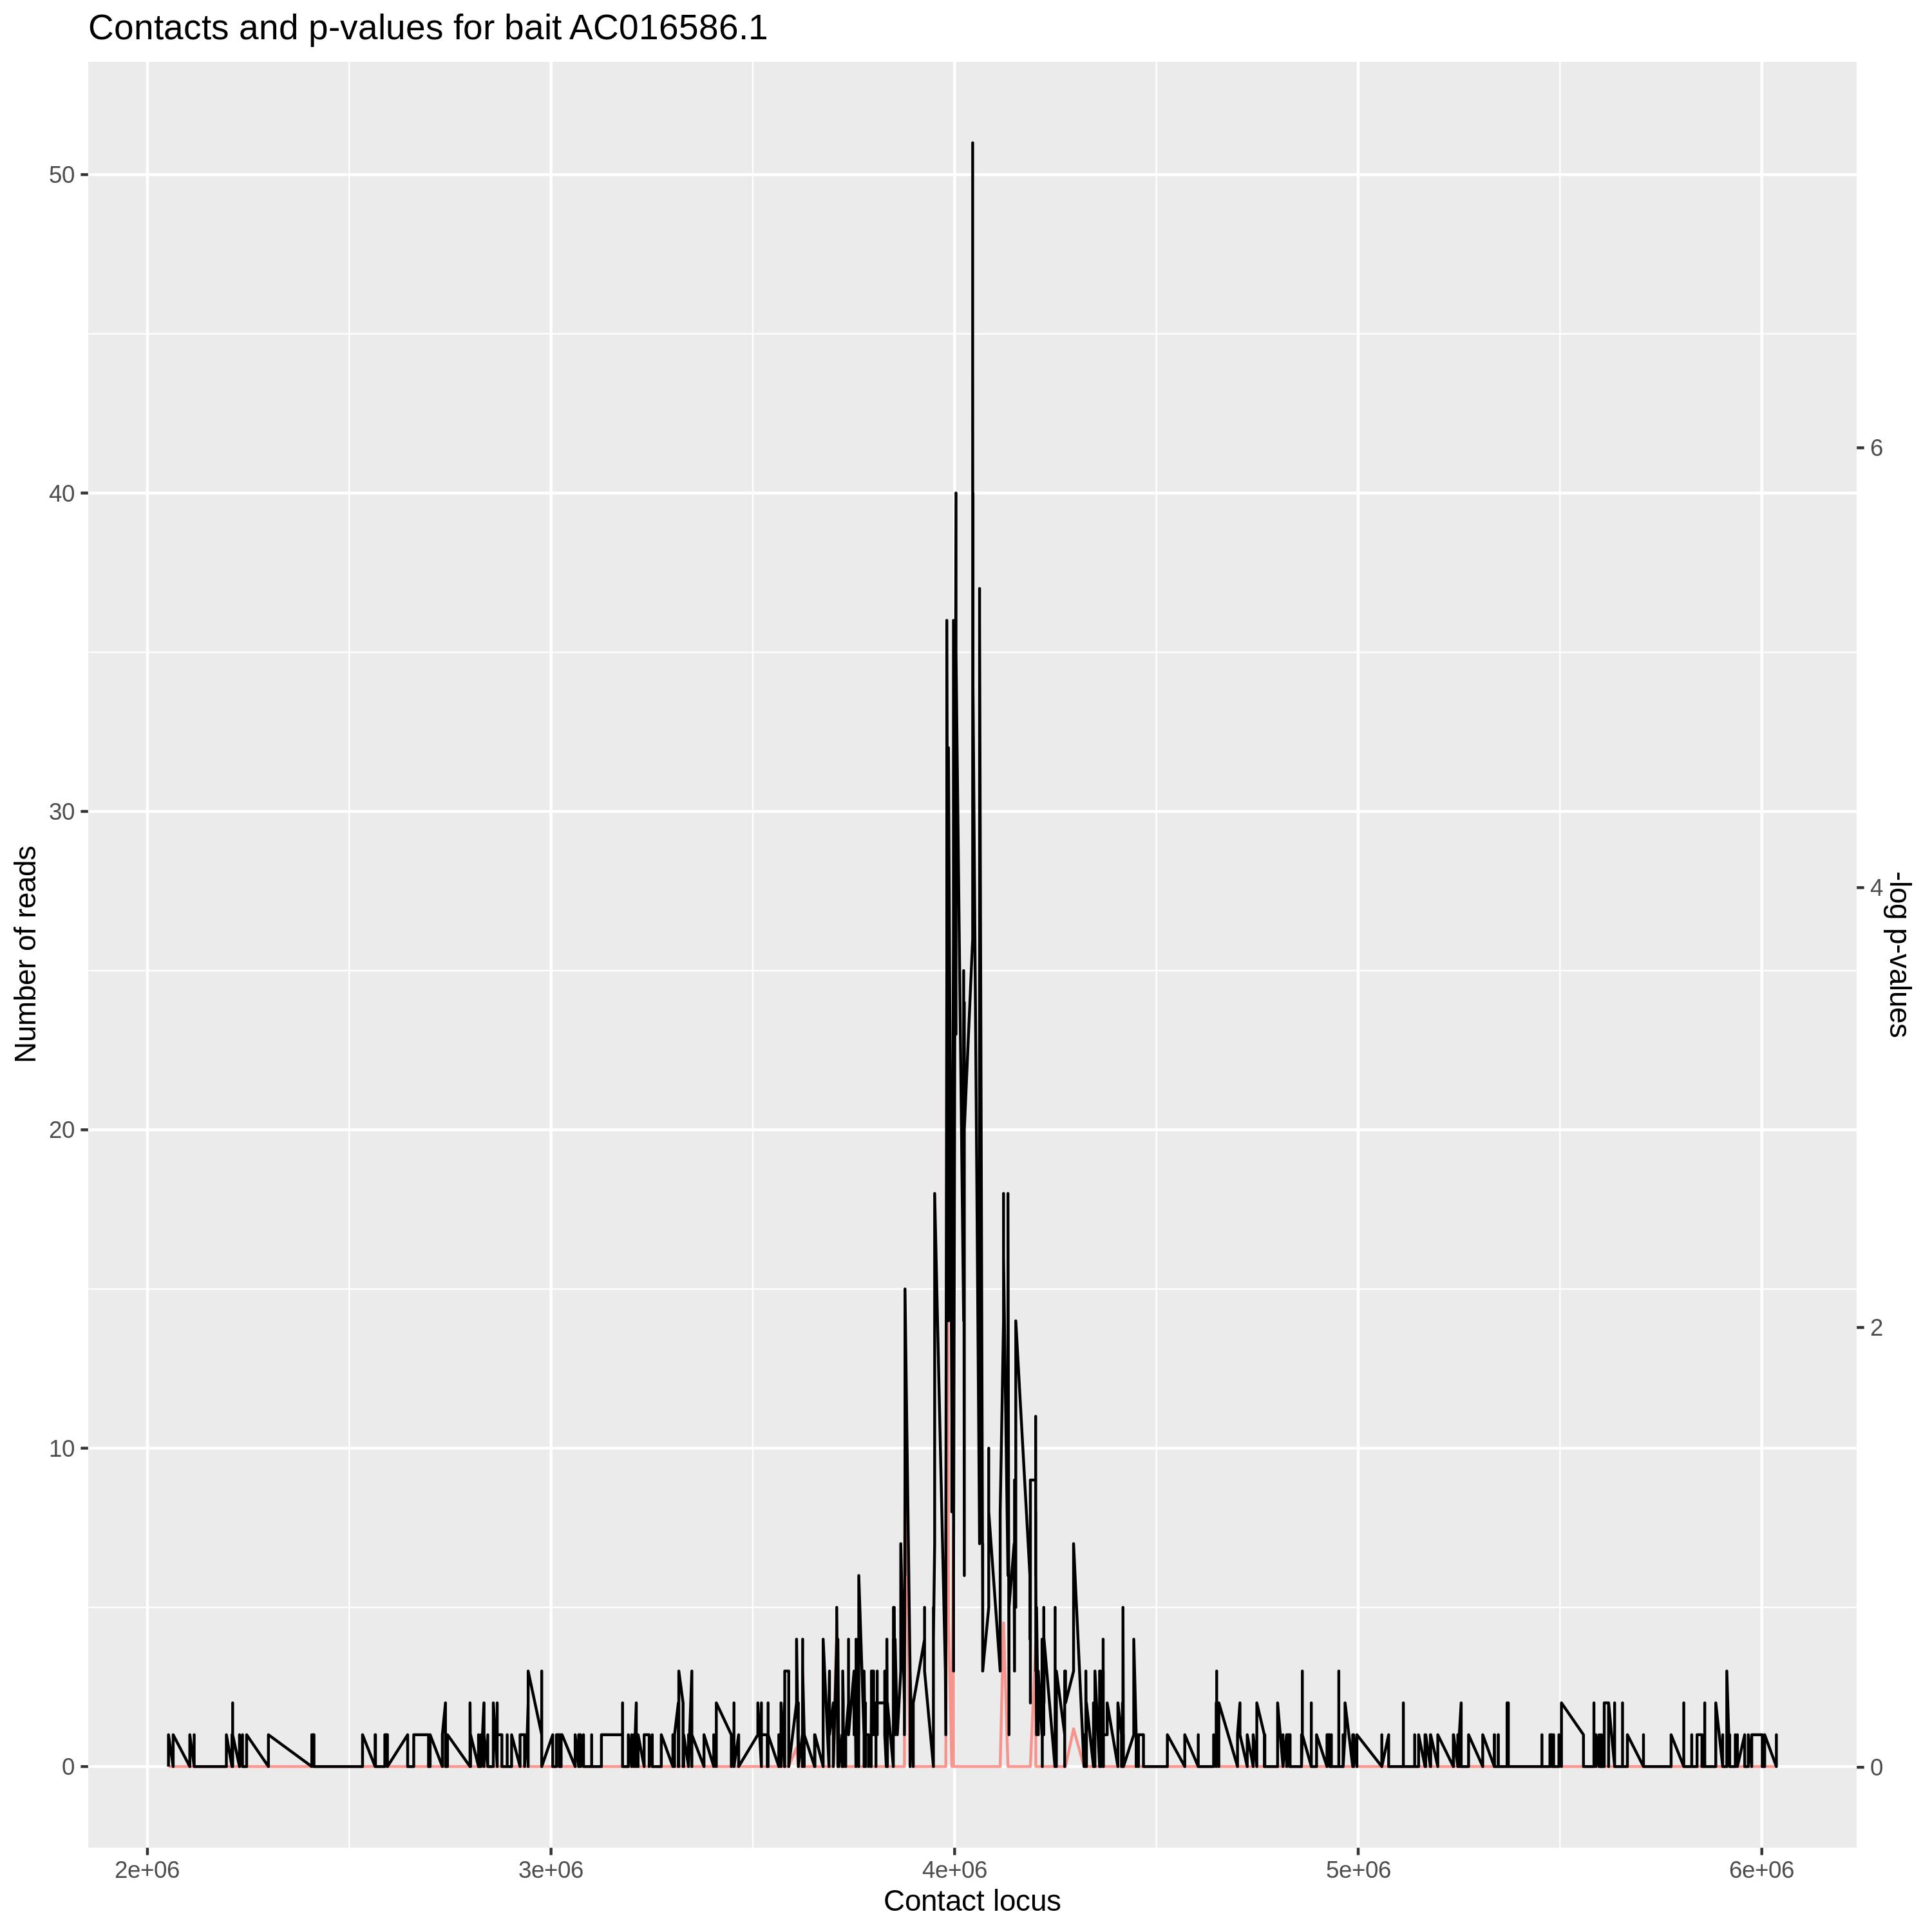 Contacts and p-values for bait AC016586.1
50
40
30
20
10
0
Number of reads
6
4
2
0
-log p-values
2e+06
3e+06
4e+06
5e+06
6e+06
Contact locus